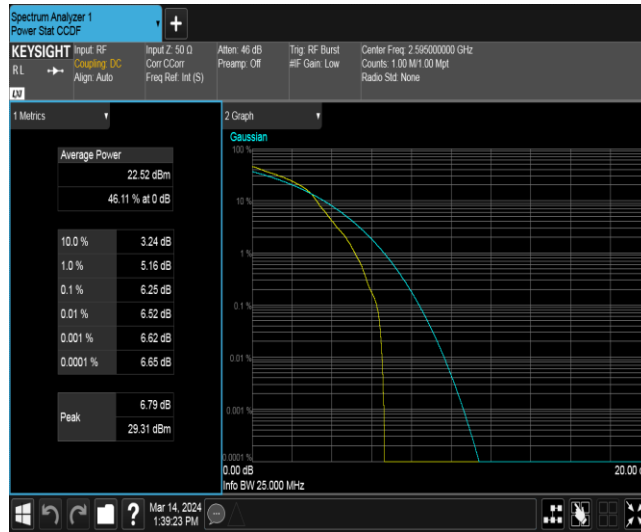 Spectrum Analyzer 1
Power Stat CCDF
+
KEYSIGHT
RL
LXI
Input: RF
Coupling: DC
Align: Auto
Input Z: 50 Ω
Corr CCorr
Freq Ref: Int (S)
Atten: 46 dB
Preamp: Off
Trig: RF Burst
#IF Gain: Low
Center Freq: 2.595000000 GHz
Counts: 1.00 M/1.00 Mpt
Radio Std: None
1 Metrics
Average Power
22.52 dBm
46.11 % at 0 dB
10.0 % 3.24 dB
1.0 % 5.16 dB
0.1 % 6.25 dB
0.01 % 6.52 dB
0.001 % 6.62 dB
0.0001 % 6.65 dB
Peak
6.79 dB
29.31 dBm
2 Graph
Gaussian
100 %
10 %
1 %
0.1 %
0.01 %
0.001 %
0.0001 %
0.00 dB
20.00
Info BW 25.000 MHz
?
Mar 14, 2024
1:39:23 PM